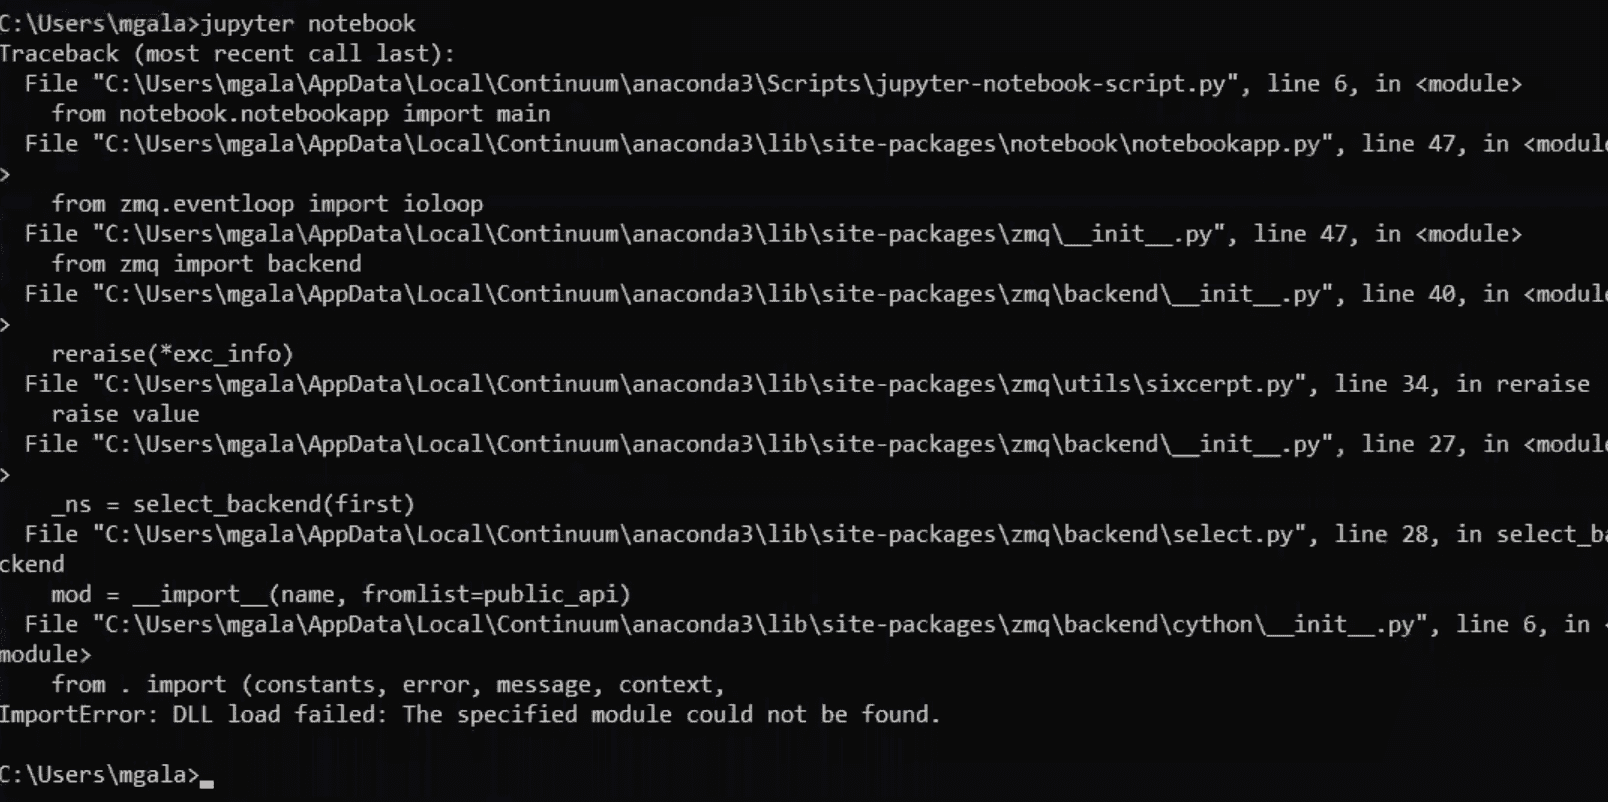 C:\Users\mgala>jupyter notebook
Traceback (most recent call last):
  File "C:\Users\mgala\AppData\Local\Continuum\anaconda3\Scripts\jupyter-notebook-script.py", line 6, in <module>
    from notebook.notebookapp import main
  File "C:\Users\mgala\AppData\Local\Continuum\anaconda3\lib\site-packages\notebook\notebookapp.py", line 47, in <module
>
    from zmq.eventloop import ioloop
  File "C:\Users\mgala\AppData\Local\Continuum\anaconda3\lib\site-packages\zmq\__init__.py", line 47, in <module>
    from zmq import backend
  File "C:\Users\mgala\AppData\Local\Continuum\anaconda3\lib\site-packages\zmq\backend\__init__.py", line 40, in <module
>
    reraise(*exc_info)
  File "C:\Users\mgala\AppData\Local\Continuum\anaconda3\lib\site-packages\zmq\utils\sixcerpt.py", line 34, in reraise
    raise value
  File "C:\Users\mgala\AppData\Local\Continuum\anaconda3\lib\site-packages\zmq\backend\__init__.py", line 27, in <module
>
    _ns = select_backend(first)
  File "C:\Users\mgala\AppData\Local\Continuum\anaconda3\lib\site-packages\zmq\backend\select.py", line 28, in select_ba
ckend
    mod = __import__(name, fromlist=public_api)
  File "C:\Users\mgala\AppData\Local\Continuum\anaconda3\lib\site-packages\zmq\backend\cython\__init__.py", line 6, in <
module>
    from . import (constants, error, message, context,
ImportError: DLL load failed: The specified module could not be found.
C:\Users\mgala>